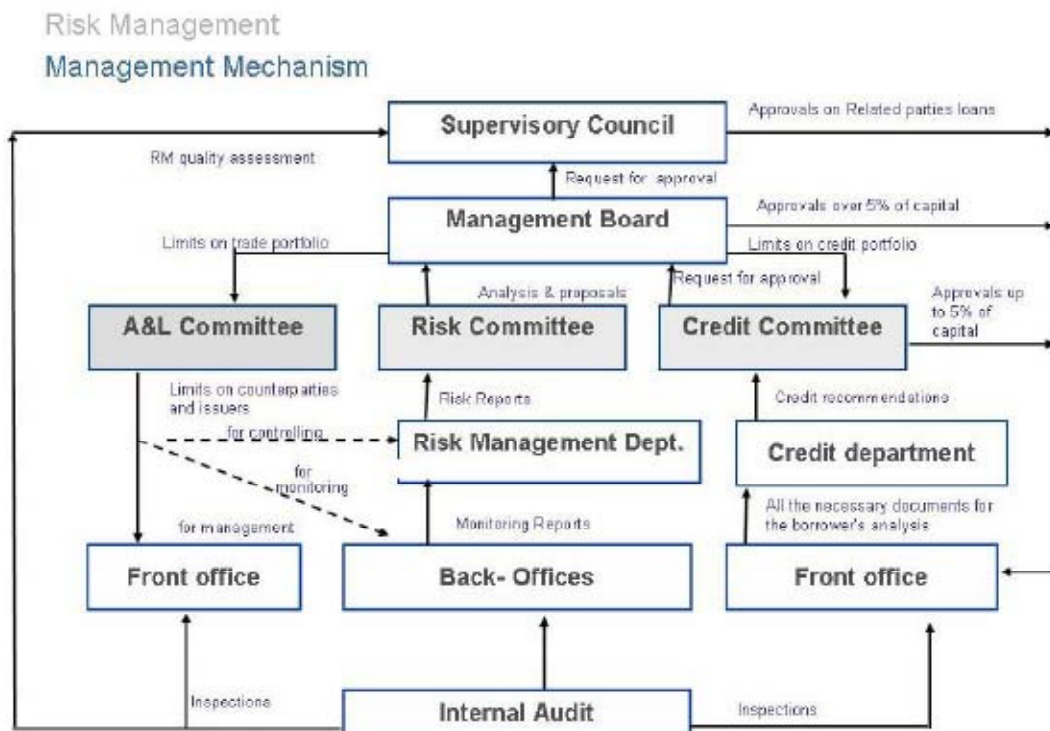 Risk Management
Management Mechanism
Supervisory Council
Approvals on Related parties loans
RM quality assessment
Request for approval
Management Board
Approvals over 5% of capital
Limits on trade portfolio
Limits on credit portfolio
Request for approval
Analysis & proposals
Approvals up
to 5% of
capital
A&L Committee
Risk Committee
Credit Committee
Limits on counterparties
and issuers
Risk Reports
Credit recommendations
for controlling
Risk Management Dept.
Credit department
for
monitoring
All the necessary documents for
the borrower's analysis
for management
Monitoring Reports
Front office
Back- Offices
Front office
Inspections
Internal Audit
Inspections